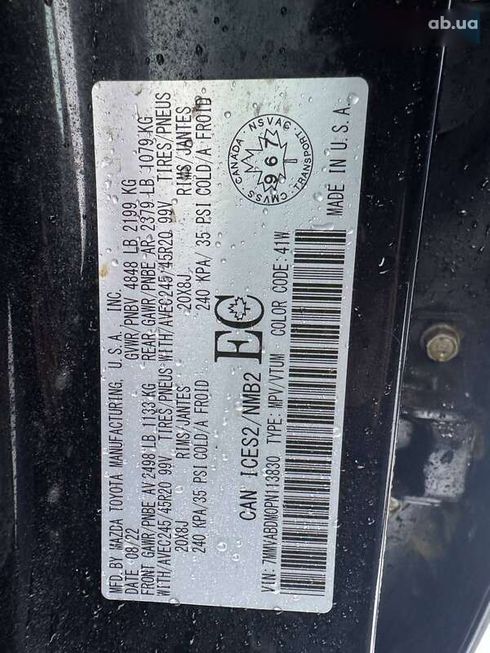 ab.ua
MFD.BY MAZDA TOYOTA MANUFACTURING, U.S.A. INC.
DATE 08/22 GVWR/PNBV 4848 LB 2199 KG
FRONT GAWR/PNBE AV 2498 LB 1133 KG REAR GAWR/PNBE AR 2379 LB 1079 KG
WITH/AVEC245/45R20 99V TIRES/PNEUS WITH/AVEC245/45R20 99V TIRES/PNEUS
20X8J RIMS/JANTES 20X8J RIMS/JANTES
240 KPA/ 35 PSI COLD/A FROID 240 KPA/ 35 PSI COLD/A FROID
CAN ICES2/NMB2 EC
CANADA · NSVAC · CMVSS
967
VIN: 7MMVABDM0PN113830 TYPE: MPV/VTUM COLOR CODE: 41W MADE IN U.S.A.